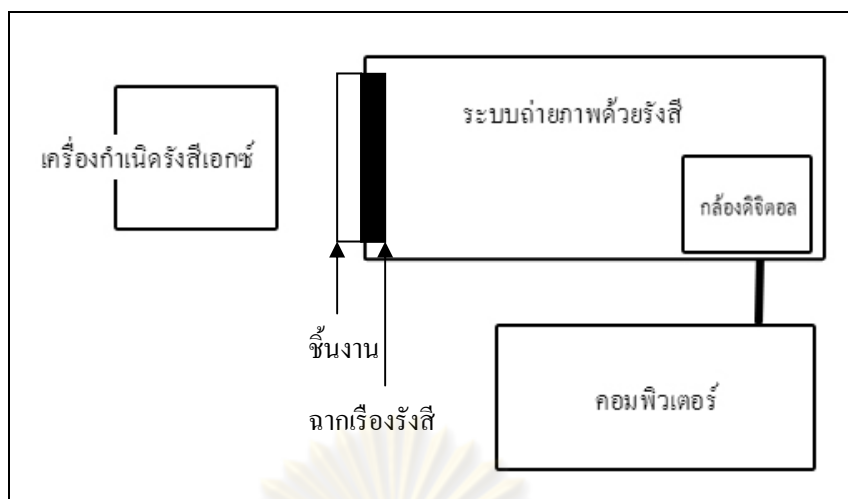 ระบบถ่ายภาพด้วยรังสี
เครื่องกำเนิดรังสีเอกซ์
กล้องดิจิตอล
ชิ้นงาน
คอมพิวเตอร์
ฉากเรืองรังสี